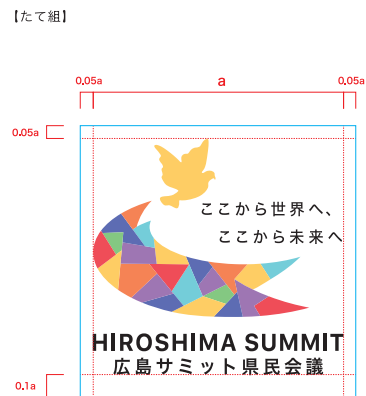 【たて組】
0.05a a 0.05a
0.05a
ここから世界へ、
ここから未来へ
HIROSHIMA SUMMIT
広島サミット県民会議
0.1a